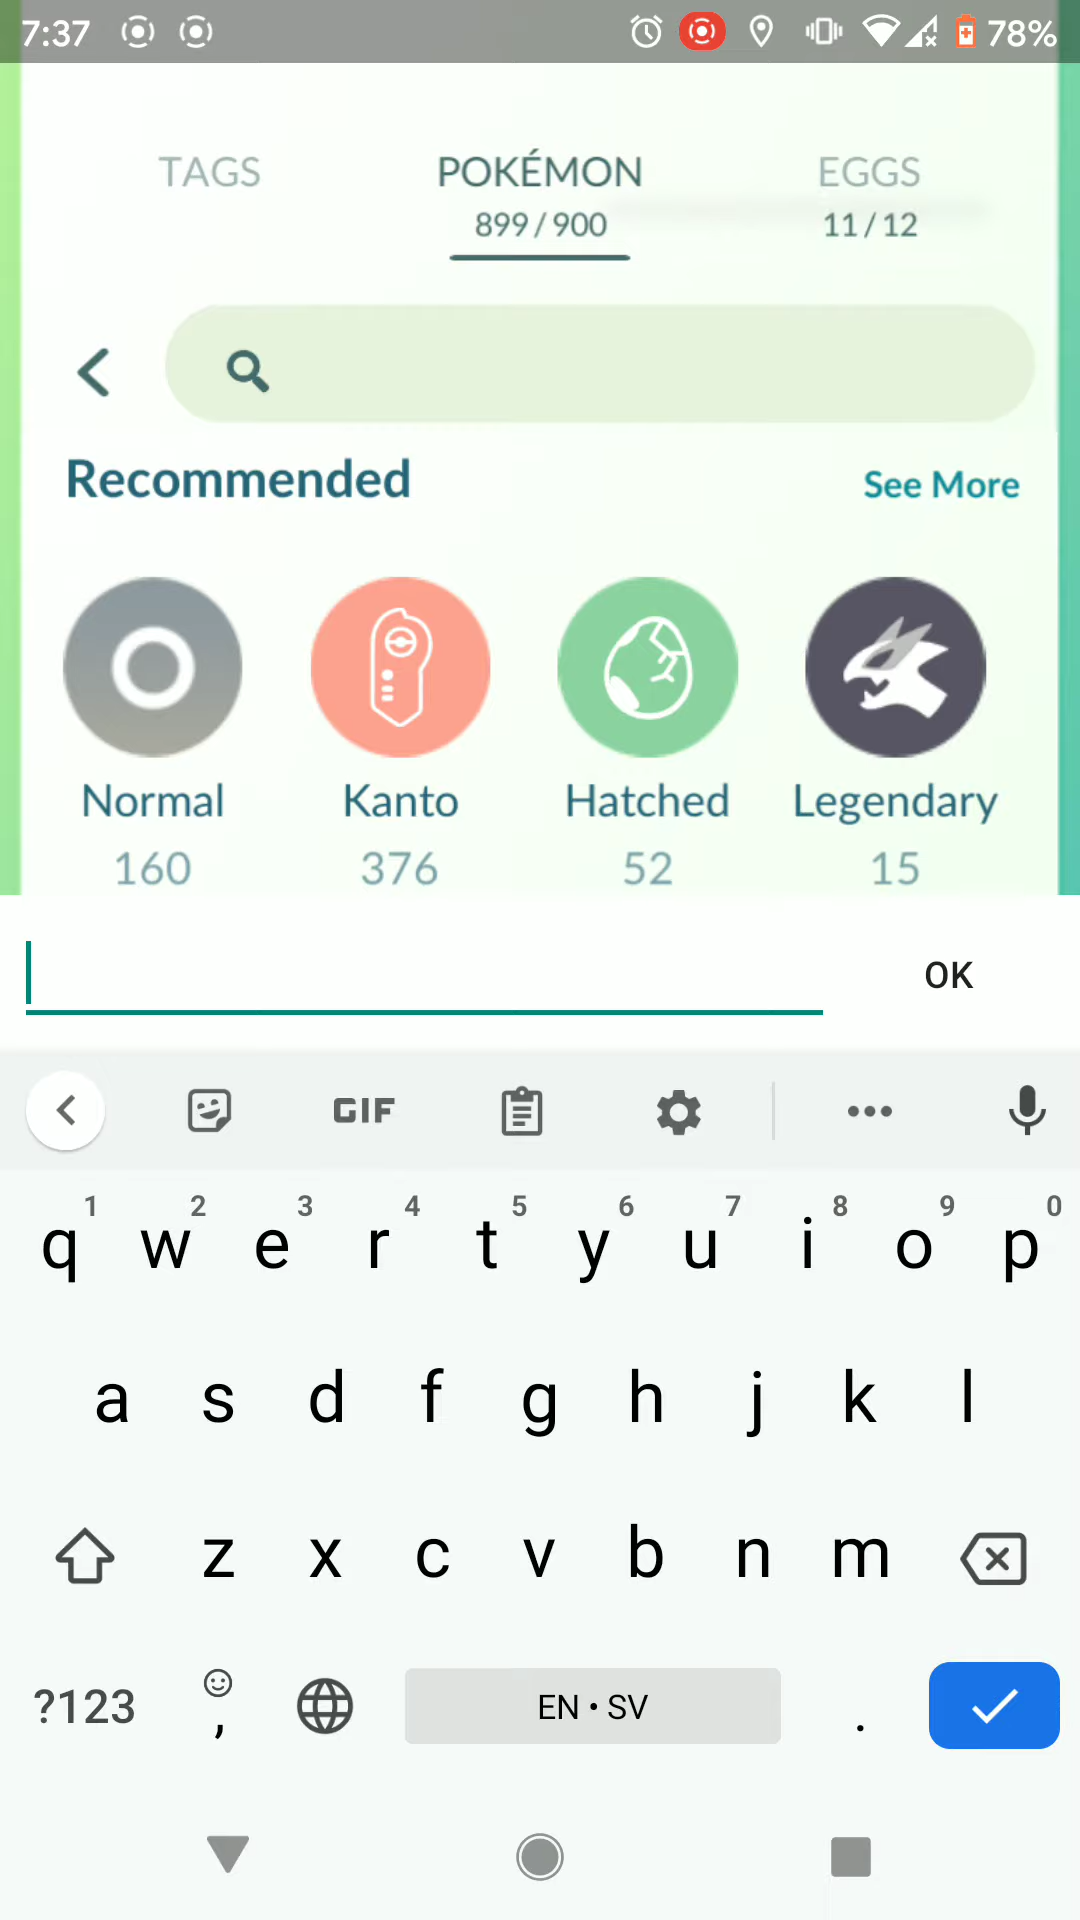 7:37 78%
TAGS POKÉMON EGGS
899 / 900 11 / 12
Recommended See More
Normal Kanto Hatched Legendary
160 376 52 15
OK
GIF
1 2 3 4 5 6 7 8 9 0
q w e r t y u i o p
a s d f g h j k l
z x c v b n m
?123 , EN • SV .